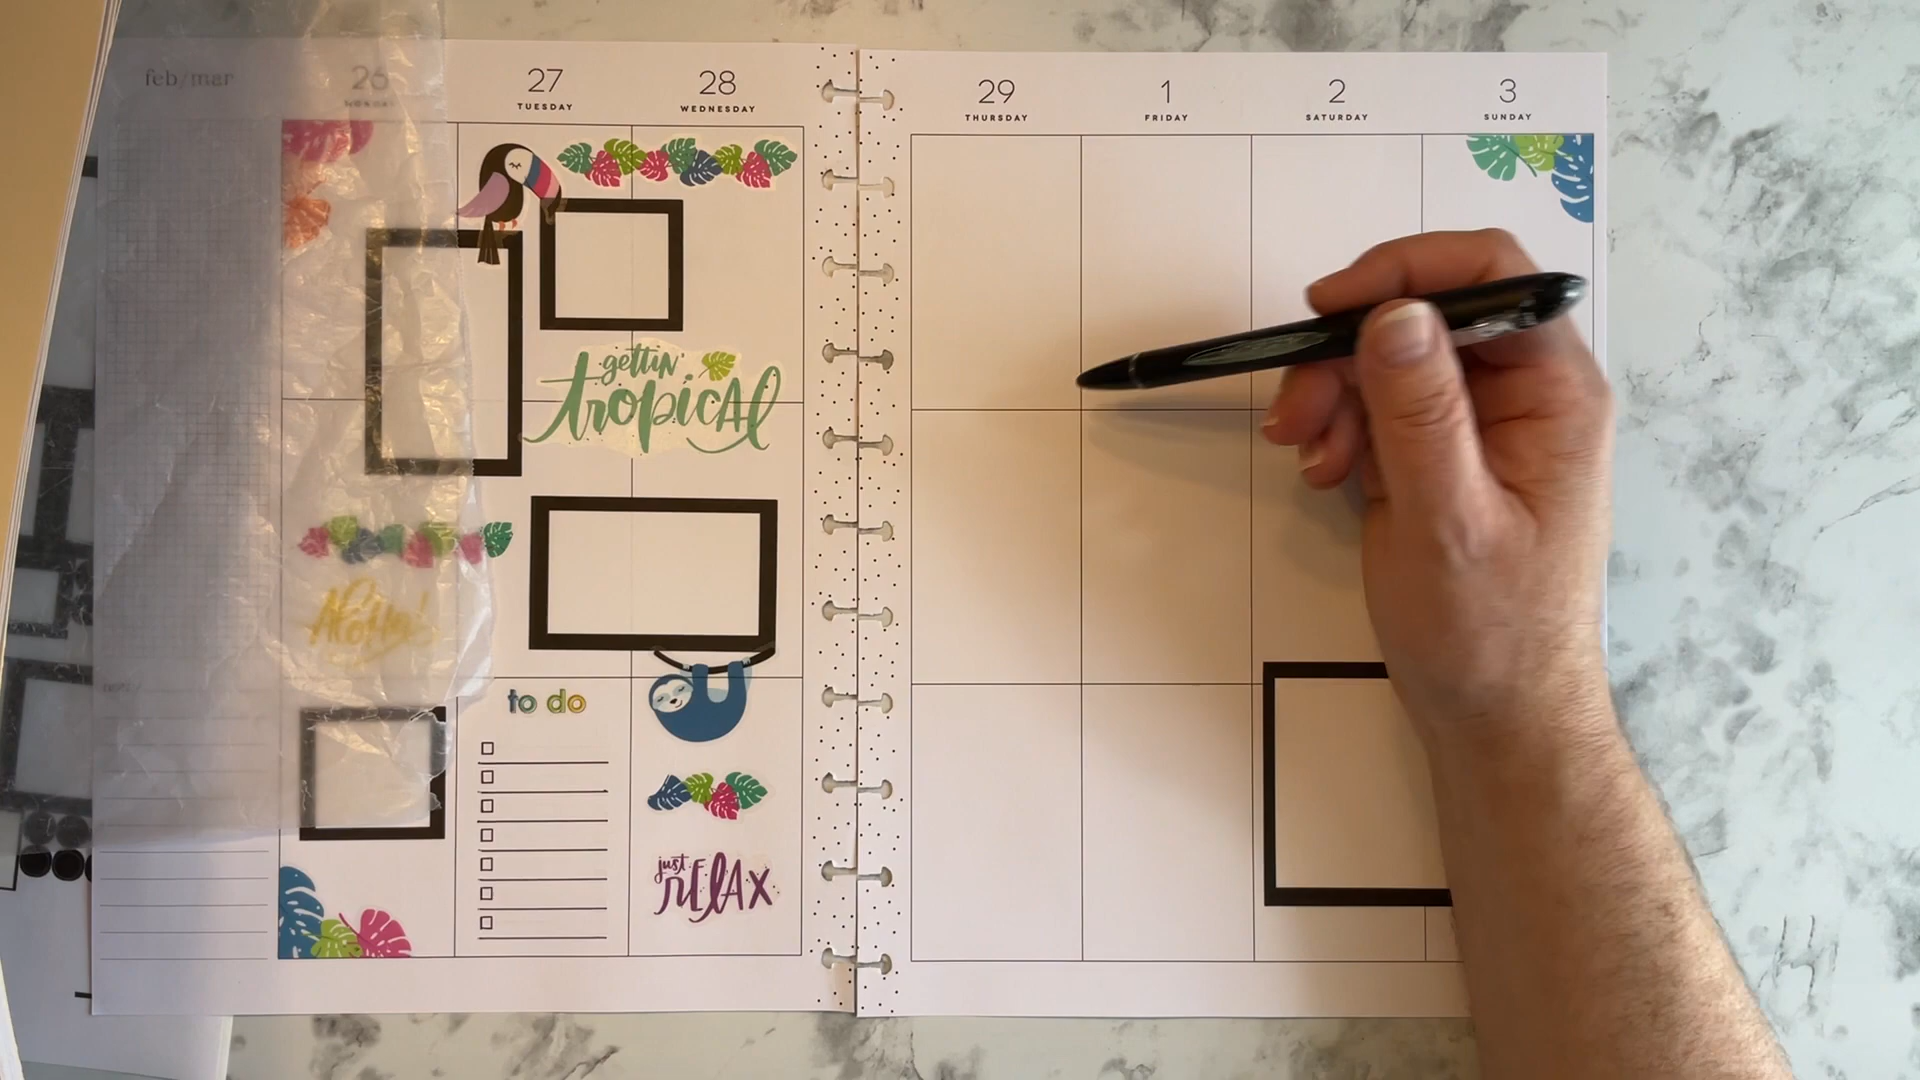 feb/mar
26
MONDAY
27
TUESDAY
28
WEDNESDAY
29
THURSDAY
1
FRIDAY
2
SATURDAY
3
SUNDAY
gettin'
tropical
Aloha!
to do
just
RELAX